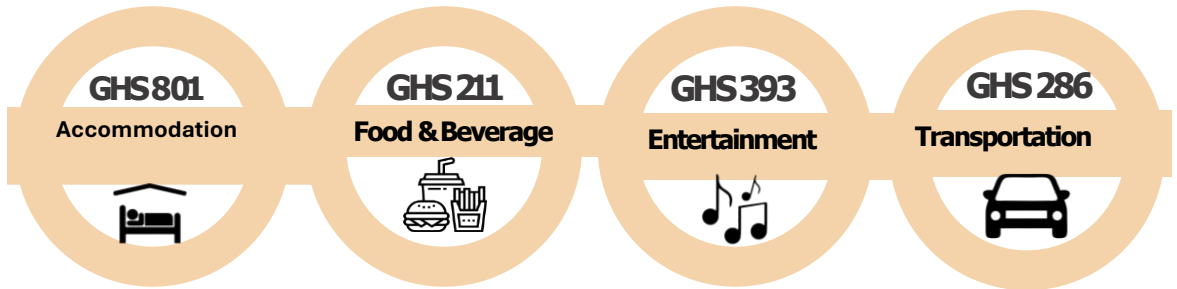 GHS 801
Accommodation
GHS 211
Food & Beverage
GHS 393
Entertainment
GHS 286
Transportation